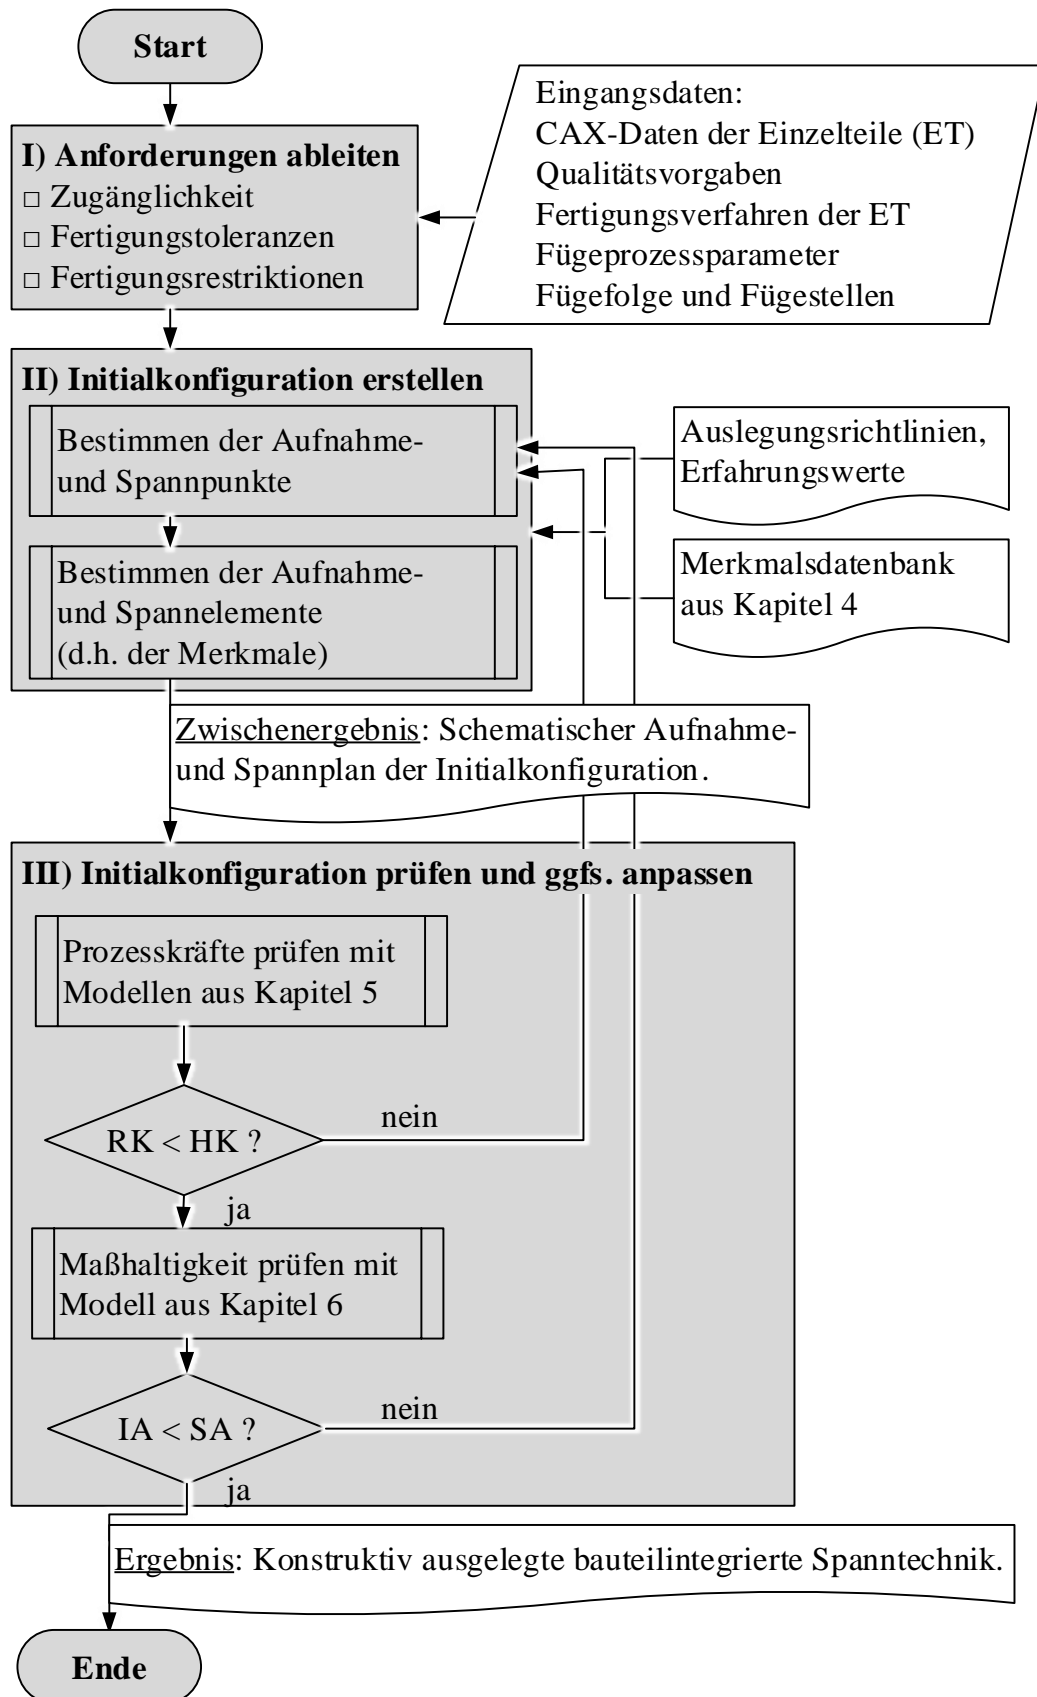 Start
I) Anforderungen ableiten
□ Zugänglichkeit
□ Fertigungstoleranzen
□ Fertigungsrestriktionen
Eingangsdaten:
CAX-Daten der Einzelteile (ET)
Qualitätsvorgaben
Fertigungsverfahren der ET
Fügeprozessparameter
Fügefolge und Fügestellen
II) Initialkonfiguration erstellen
Bestimmen der Aufnahme-
und Spannpunkte
Bestimmen der Aufnahme-
und Spannelemente
(d.h. der Merkmale)
Auslegungsrichtlinien,
Erfahrungswerte
Merkmalsdatenbank
aus Kapitel 4
Zwischenergebnis: Schematischer Aufnahme-
und Spannplan der Initialkonfiguration.
III) Initialkonfiguration prüfen und ggfs. anpassen
Prozesskräfte prüfen mit
Modellen aus Kapitel 5
RK < HK ?
nein
ja
Maßhaltigkeit prüfen mit
Modell aus Kapitel 6
IA < SA ?
nein
ja
Ergebnis: Konstruktiv ausgelegte bauteilintegrierte Spanntechnik.
Ende